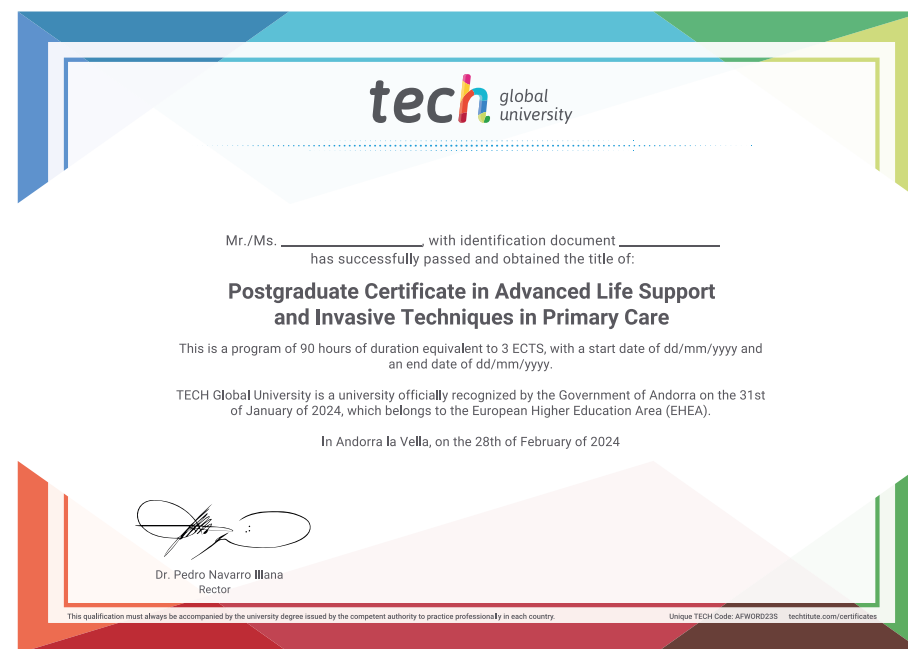 tech global university
Mr./Ms. ____________, with identification document ____________
has successfully passed and obtained the title of:
Postgraduate Certificate in Advanced Life Support
and Invasive Techniques in Primary Care
This is a program of 90 hours of duration equivalent to 3 ECTS, with a start date of dd/mm/yyyy and
an end date of dd/mm/yyyy.
TECH Global University is a university officially recognized by the Government of Andorra on the 31st
of January of 2024, which belongs to the European Higher Education Area (EHEA).
In Andorra la Vella, on the 28th of February of 2024
Dr. Pedro Navarro Illana
Rector
This qualification must always be accompanied by the university degree issued by the competent authority to practice professionally in each country.
Unique TECH Code: AFWORD23S techtitute.com/certificates